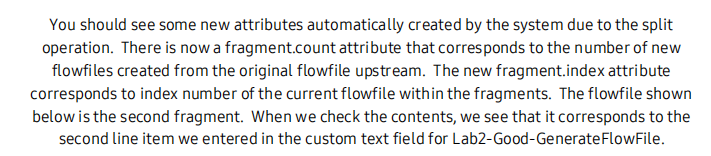 You should see some new attributes automatically created by the system due to the split
operation.  There is now a fragment.count attribute that corresponds to the number of new
flowfiles created from the original flowfile upstream.  The new fragment.index attribute
corresponds to index number of the current flowfile within the fragments.  The flowfile shown
below is the second fragment.  When we check the contents, we see that it corresponds to the
second line item we entered in the custom text field for Lab2-Good-GenerateFlowFile.